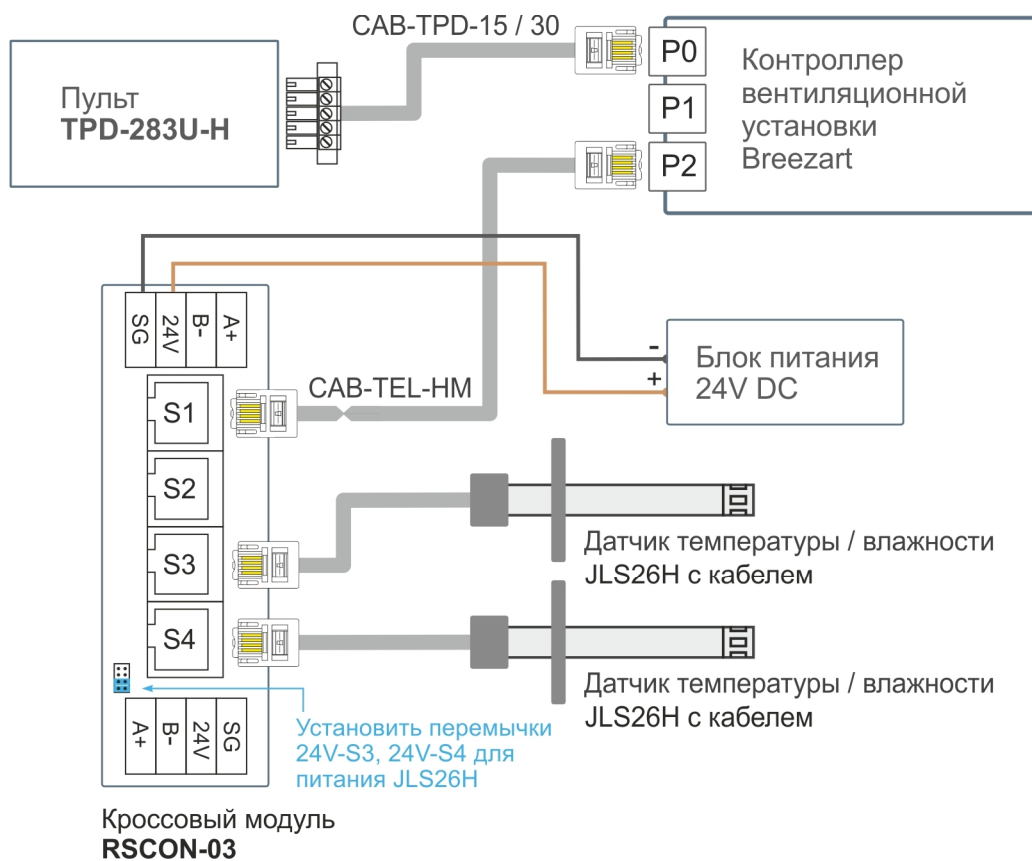 CAB-TPD-15 / 30
Пульт
TPD-283U-H
P0
P1
P2
Контроллер
вентиляционной
установки
Breezart
SG
24V
B-
A+
-
+
Блок питания
24V DC
CAB-TEL-HM
S1
S2
S3
S4
Датчик температуры / влажности
JLS26H с кабелем
Датчик температуры / влажности
JLS26H с кабелем
A+
B-
24V
SG
Установить перемычки
24V-S3, 24V-S4 для
питания JLS26H
Кроссовый модуль
RSCON-03